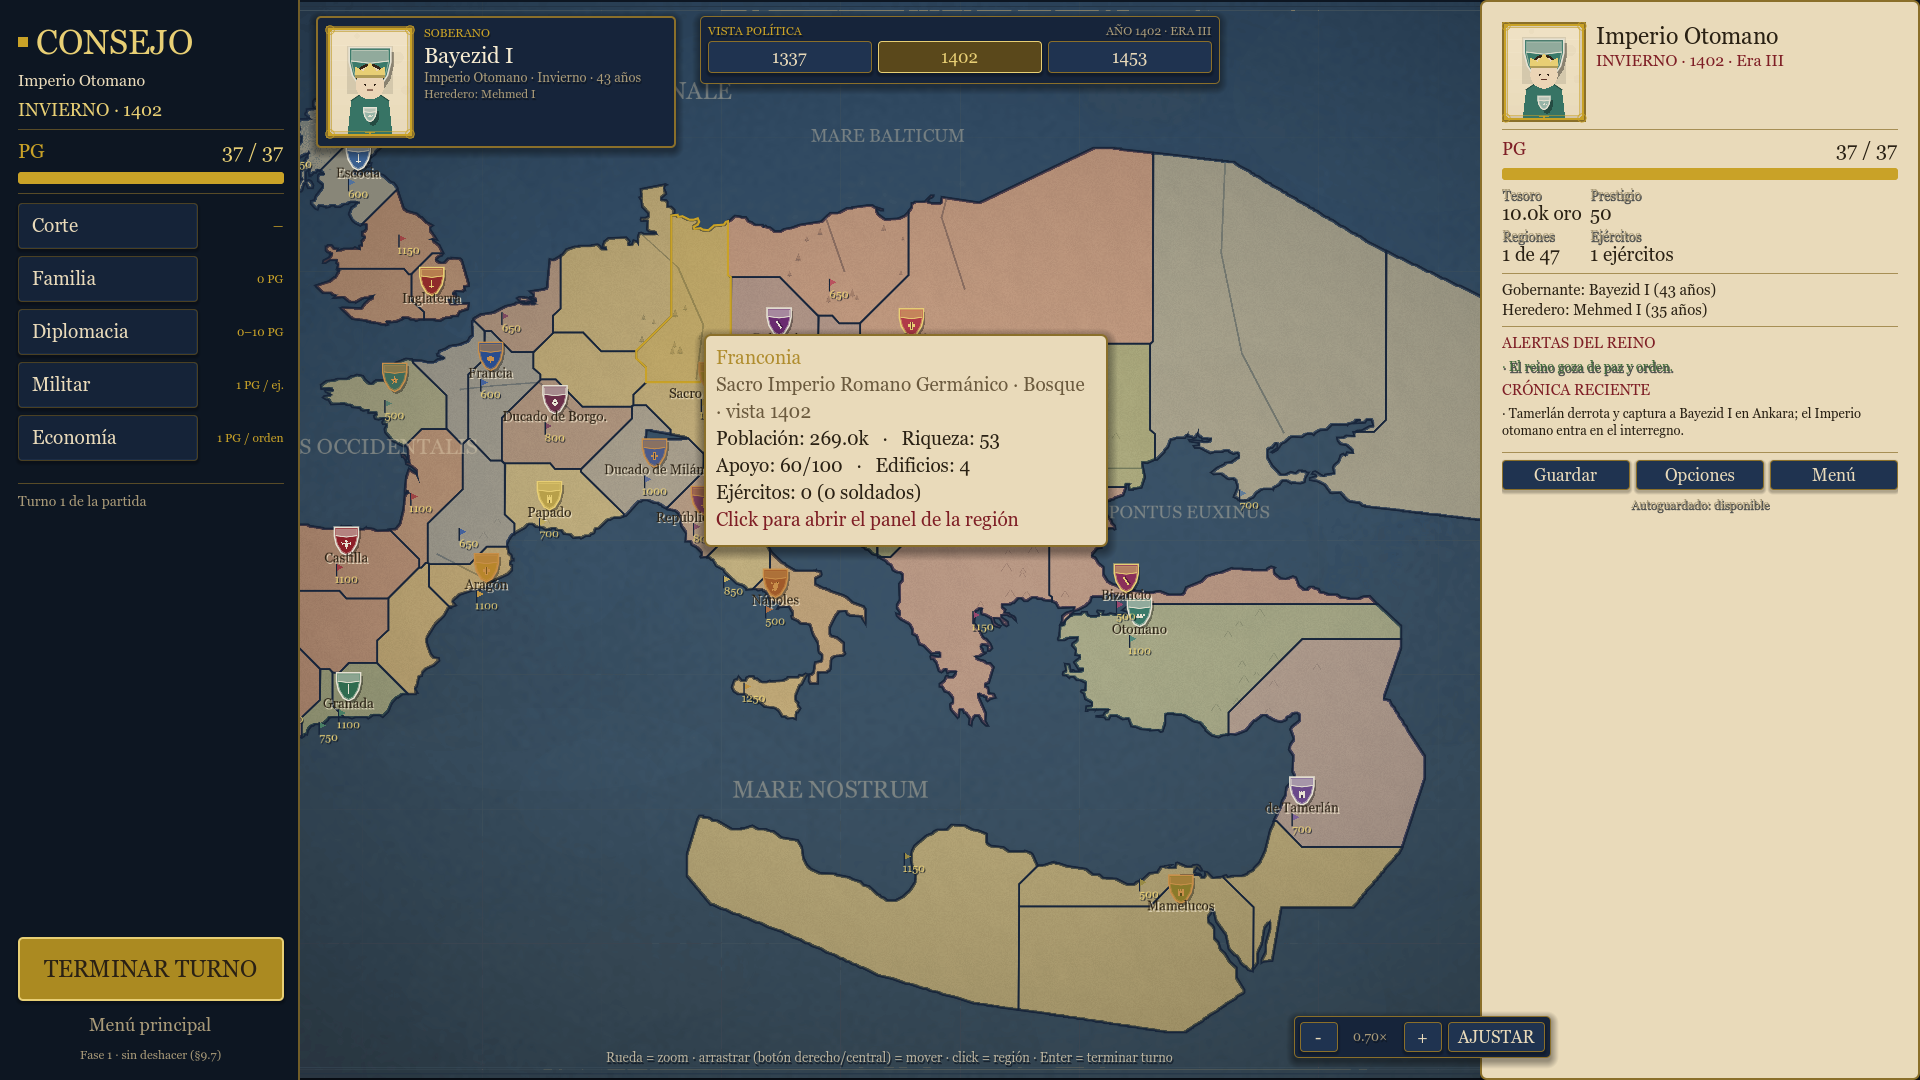 CONSEJO
Imperio Otomano
INVIERNO · 1402
PG 37 / 37
Corte –
Familia 0 PG
Diplomacia 0–10 PG
Militar 1 PG / ej.
Economía 1 PG / orden
Turno 1 de la partida
TERMINAR TURNO
Menú principal
Fase 1 · sin deshacer (§9.7)
SOBERANO
Bayezid I
Imperio Otomano · Invierno · 43 años
Heredero: Mehmed I
VISTA POLÍTICA AÑO 1402 · ERA III
1337 1402 1453
NALE
MARE BALTICUM
Escocia
600
1150
Inglaterra
650
650
Francia
600
500
Ducado de Borgo.
800
Sacro
S OCCIDENTALIS
Ducado de Milán
1000
1100
Papado
700
Repúbli
Franconia
Sacro Imperio Romano Germánico · Bosque
· vista 1402
Población: 269.0k · Riqueza: 53
Apoyo: 60/100 · Edificios: 4
Ejércitos: 0 (0 soldados)
Click para abrir el panel de la región
PONTUS EUXINUS
700
Castilla
1100
650
Aragón
1100
850
Nápoles
500
1150
Bizancio
500
Otomano
1100
Granada
1100
750
1250
MARE NOSTRUM
de Tamerlán
700
1150
500
Mamelucos
Rueda = zoom · arrastrar (botón derecho/central) = mover · click = región · Enter = terminar turno
- 0.70× + AJUSTAR
Imperio Otomano
INVIERNO · 1402 · Era III
PG 37 / 37
Tesoro Prestigio
10.0k oro 50
Regiones Ejércitos
1 de 47 1 ejércitos
Gobernante: Bayezid I (43 años)
Heredero: Mehmed I (35 años)
ALERTAS DEL REINO
· El reino goza de paz y orden.
CRÓNICA RECIENTE
· Tamerlán derrota y captura a Bayezid I en Ankara; el Imperio
otomano entra en el interregno.
Guardar Opciones Menú
Autoguardado: disponible